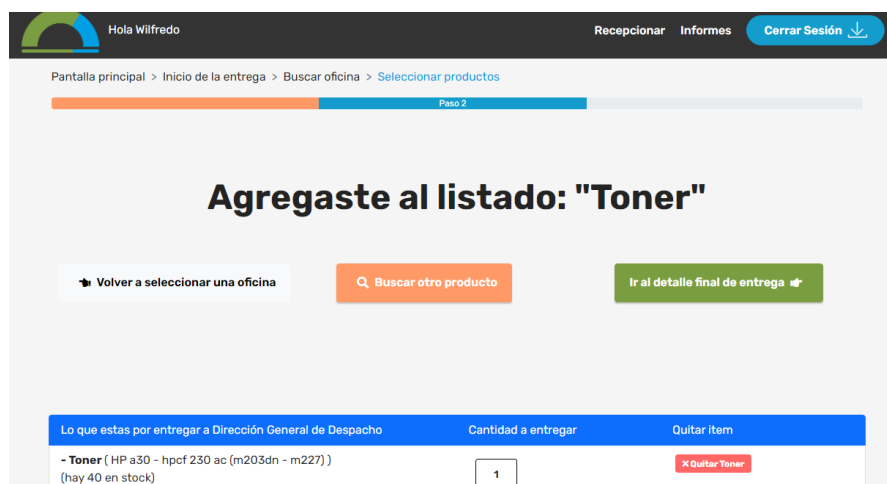 Hola Wilfredo
Recepcionar Informes Cerrar Sesión
Pantalla principal > Inicio de la entrega > Buscar oficina > Seleccionar productos
Paso 2
Agregaste al listado: "Toner"
Volver a seleccionar una oficina
Buscar otro producto
Ir al detalle final de entrega
Lo que estas por entregar a Dirección General de Despacho Cantidad a entregar Quitar ítem
- Toner ( HP a30 - hpcf 230 ac (m203dn - m227) )
(hay 40 en stock)
1
X Quitar Toner